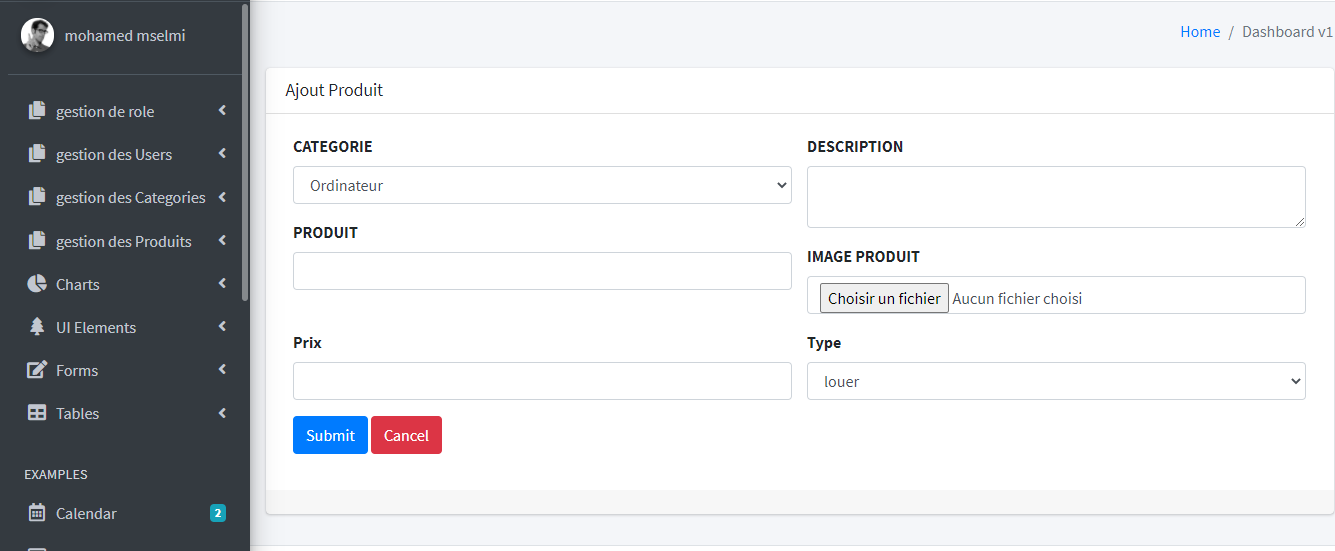 mohamed mselmi
gestion de role
gestion des Users
gestion des Categories
gestion des Produits
Charts
UI Elements
Forms
Tables
EXAMPLES
Calendar 2
Home / Dashboard v1
Ajout Produit
CATEGORIE
Ordinateur
PRODUIT
DESCRIPTION
IMAGE PRODUIT
Choisir un fichier Aucun fichier choisi
Prix
Type
louer
Submit Cancel